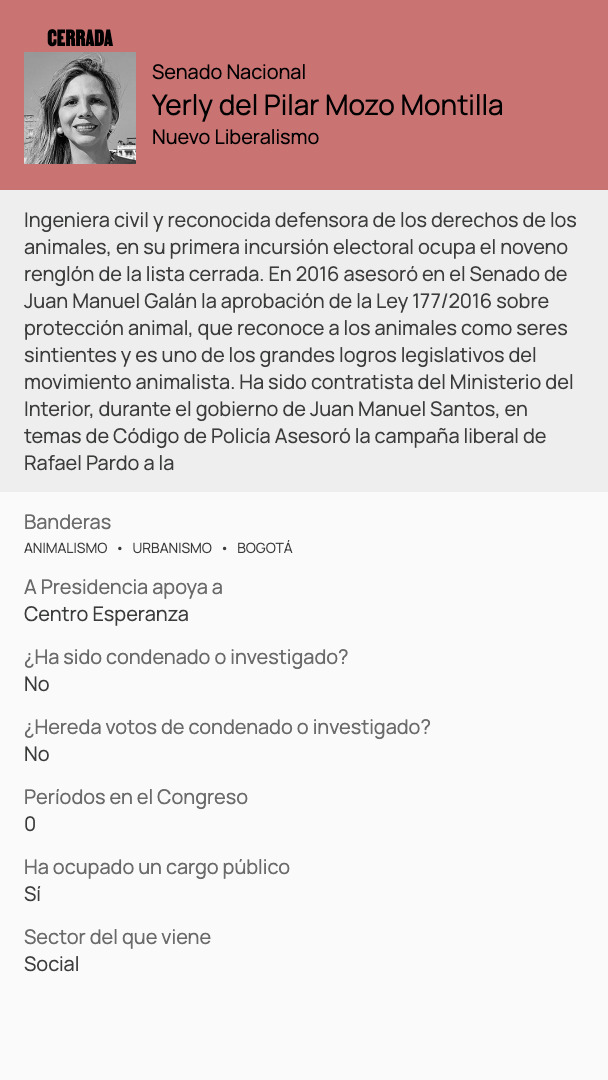 CERRADA
Senado Nacional
Yerly del Pilar Mozo Montilla
Nuevo Liberalismo
Ingeniera civil y reconocida defensora de los derechos de los
animales, en su primera incursión electoral ocupa el noveno
renglón de la lista cerrada. En 2016 asesoró en el Senado de
Juan Manuel Galán la aprobación de la Ley 177/2016 sobre
protección animal, que reconoce a los animales como seres
sintientes y es uno de los grandes logros legislativos del
movimiento animalista. Ha sido contratista del Ministerio del
Interior, durante el gobierno de Juan Manuel Santos, en
temas de Código de Policía Asesoró la campaña liberal de
Rafael Pardo a la
Banderas
ANIMALISMO • URBANISMO • BOGOTÁ
A Presidencia apoya a
Centro Esperanza
¿Ha sido condenado o investigado?
No
¿Hereda votos de condenado o investigado?
No
Períodos en el Congreso
0
Ha ocupado un cargo público
Sí
Sector del que viene
Social